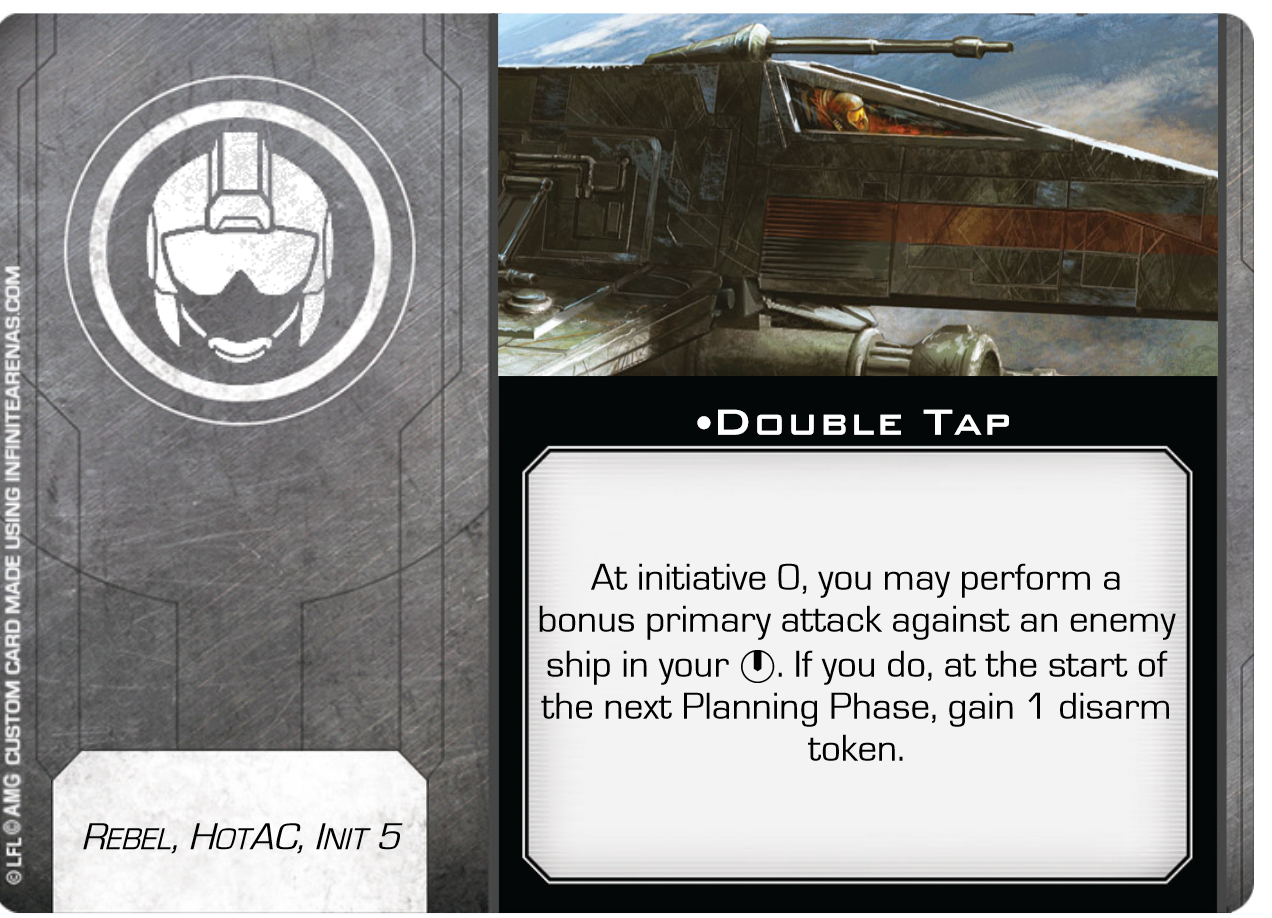 •Double Tap
At initiative 0, you may perform a
bonus primary attack against an enemy
ship in your . If you do, at the start of
the next Planning Phase, gain 1 disarm
token.
Rebel, HotAC, Init 5
© LFL © AMG CUSTOM CARD MADE USING INFINITEARENAS.COM